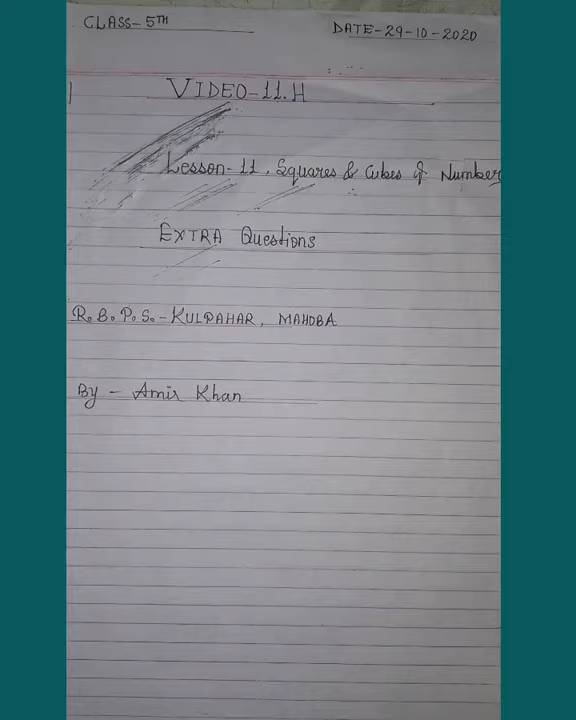 CLASS- 5TH
DATE-29-10-2020
VIDEO-11.H
Lesson-11, Squares & Cubes of Number
EXTRA Questions
R.B.P.S.-KULPAHAR, MAHOBA
By - Amir Khan